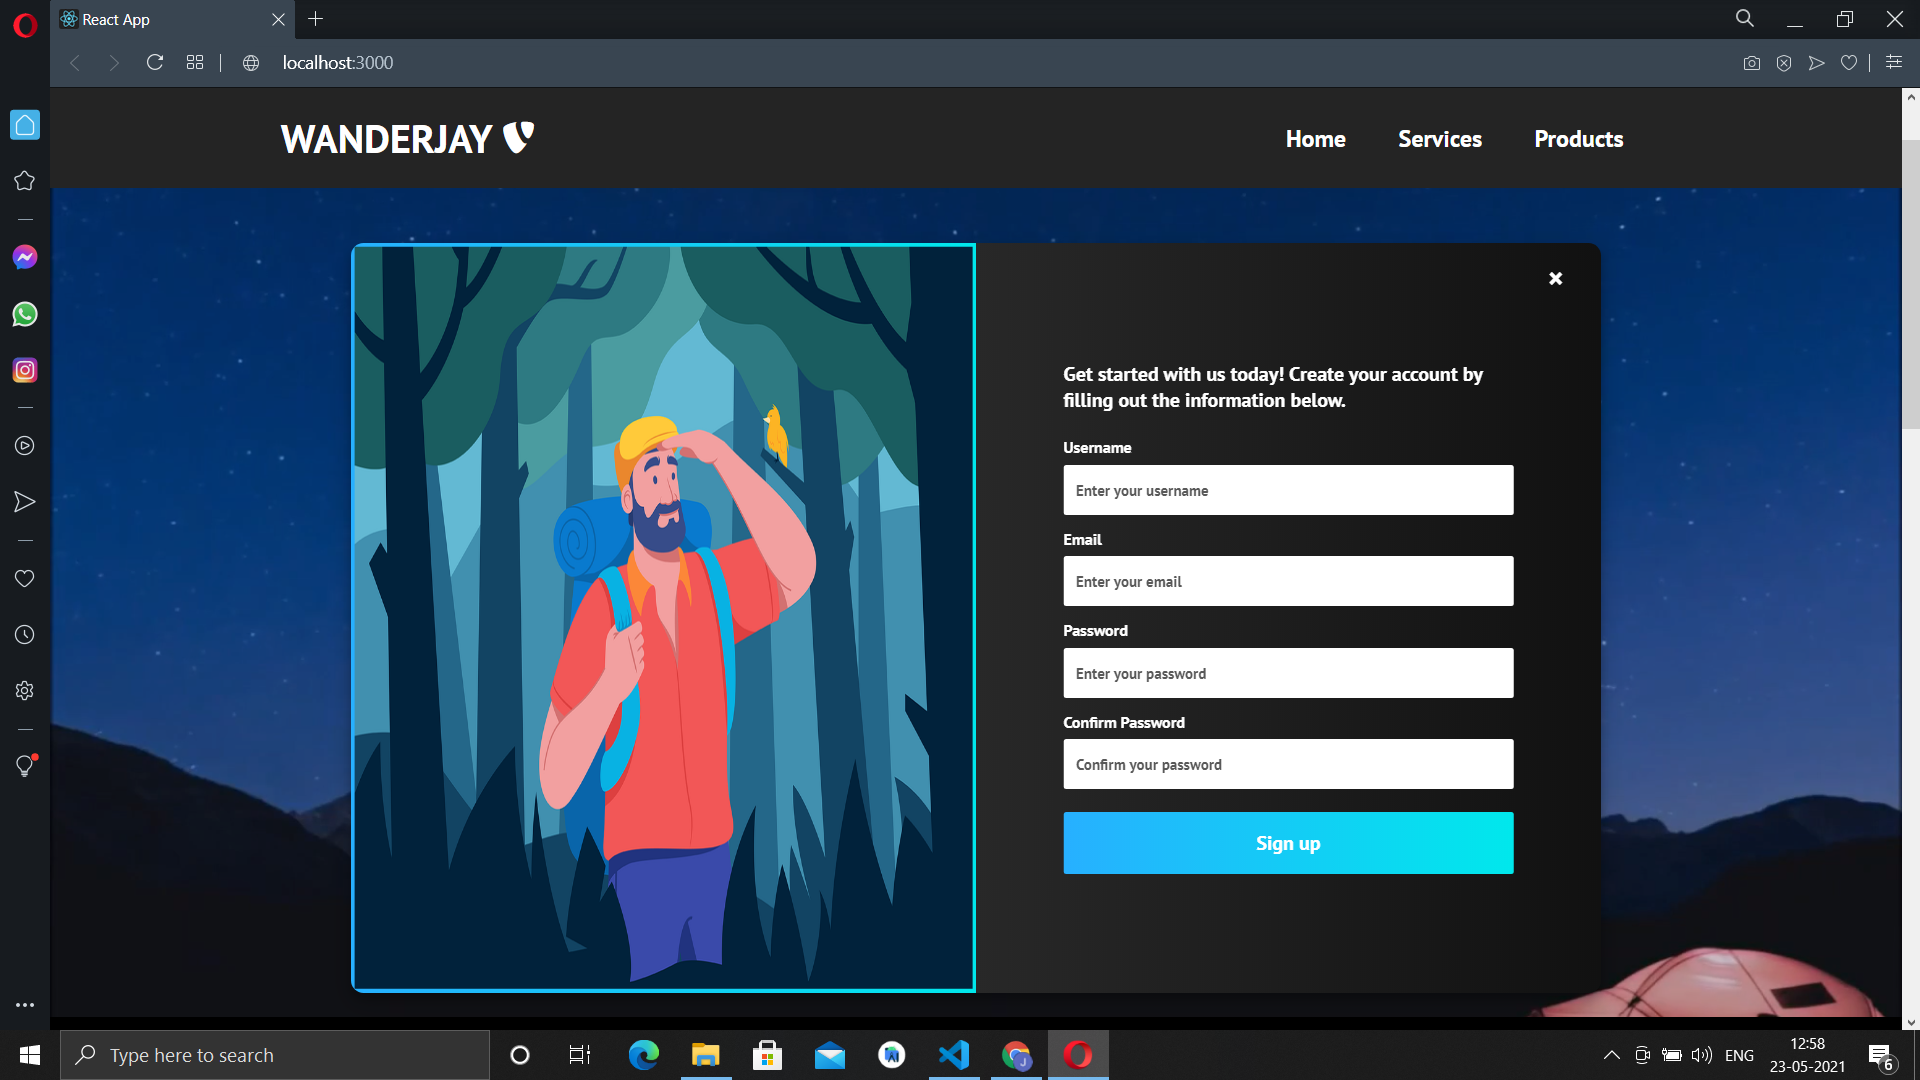 React App
localhost:3000
WANDERJAY
Home Services Products
Get started with us today! Create your account by
filling out the information below.
Username
Enter your username
Email
Enter your email
Password
Enter your password
Confirm Password
Confirm your password
Sign up
Type here to search
J
ENG
12:58
23-05-2021
6